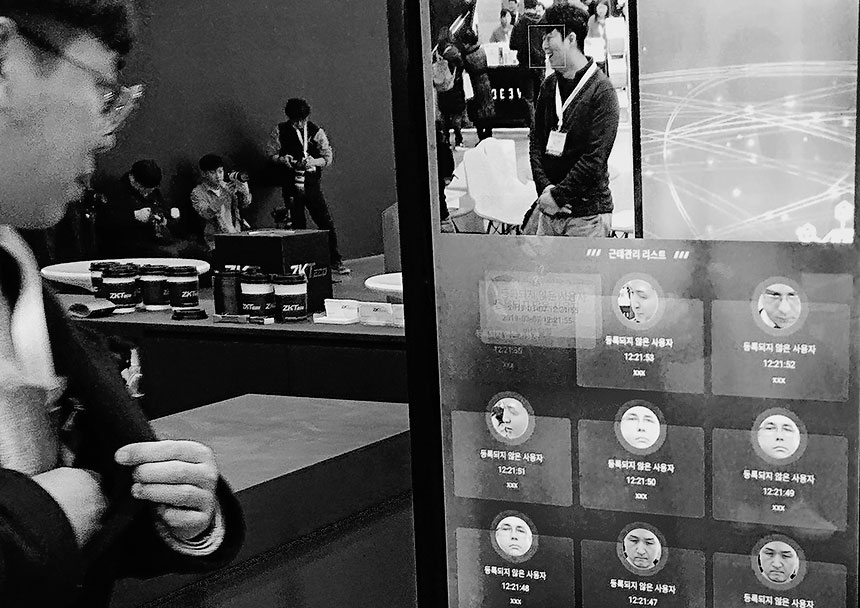 /// 근태관리 리스트 ///
등록되지 않은 사용자
12:21:53
xxx
등록되지 않은 사용자
12:21:52
xxx
등록되지 않은 사용자
12:21:51
xxx
등록되지 않은 사용자
12:21:50
xxx
등록되지 않은 사용자
12:21:49
xxx
등록되지 않은 사용자
12:21:48
xxx
등록되지 않은 사용자
12:21:47
xxx
등록되지 않은 사용자
ZKTECO
ZKTECO
ZKTECO
ZKTECO